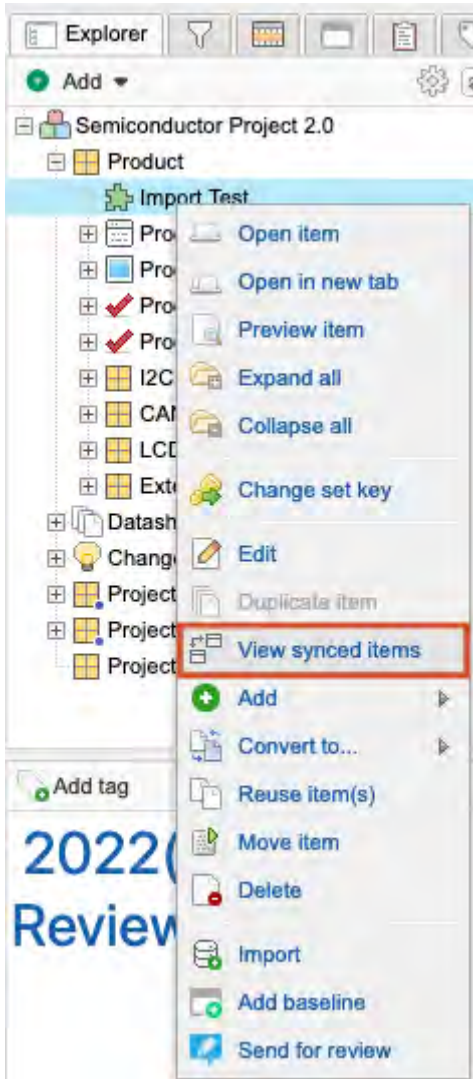 Explorer
Add
Semiconductor Project 2.0
Product
Import Test
Pro
Open item
Pro
Open in new tab
Pro
Preview item
Pro
Expand all
I2C
Collapse all
CAN
LCD
Exte
Change set key
Datash
Change
Edit
Project
Duplicate item
Project
View synced items
Project
Add
Convert to...
Add tag
Reuse item(s)
2022(
Move item
Delete
Review
Import
Add baseline
Send for review